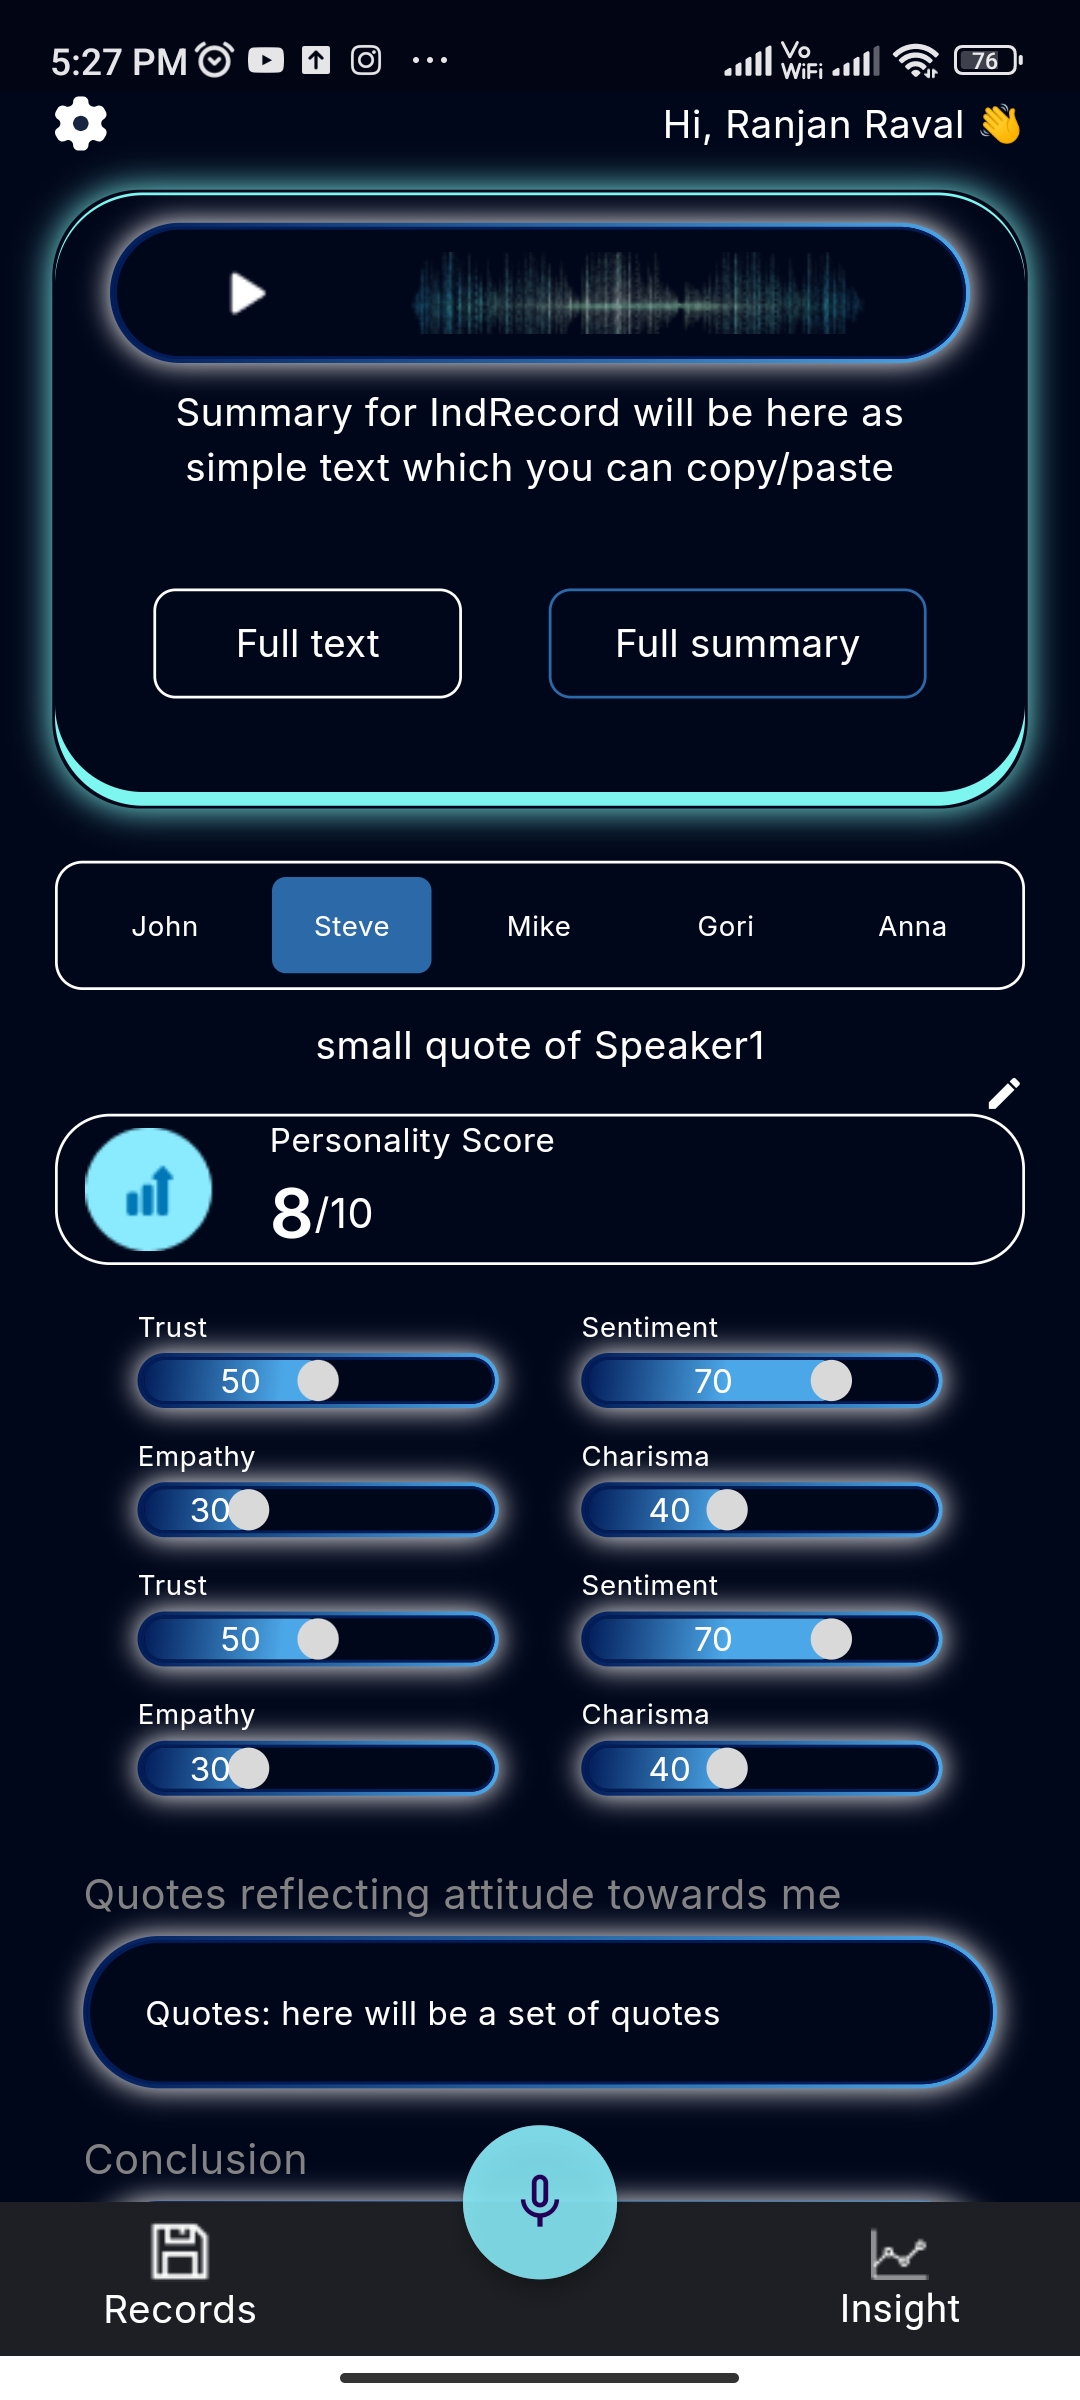 5:27 PM
Vo
WiFi
76
Hi, Ranjan Raval 👋
Summary for IndRecord will be here as
simple text which you can copy/paste
Full text
Full summary
John
Steve
Mike
Gori
Anna
small quote of Speaker1
Personality Score
8/10
Trust
Sentiment
50
70
Empathy
Charisma
30
40
Trust
Sentiment
50
70
Empathy
Charisma
30
40
Quotes reflecting attitude towards me
Quotes: here will be a set of quotes
Conclusion
Records
Insight